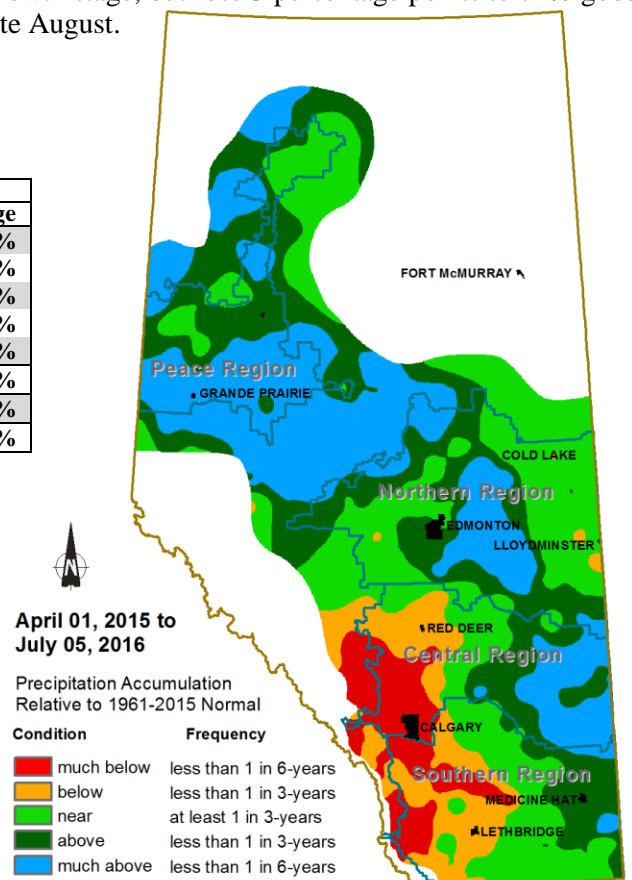 te August.
ge
%
%
%
%
%
%
%
%
FORT McMURRAY
Peace Region
GRANDE PRAIRIE
COLD LAKE
Northern Region
EDMONTON
LLOYDMINSTER
N
April 01, 2015 to
July 05, 2016
RED DEER
Central Region
Precipitation Accumulation
Relative to 1961-2015 Normal
CALGARY
Condition Frequency
much below less than 1 in 6-years
below less than 1 in 3-years
near at least 1 in 3-years
above less than 1 in 3-years
much above less than 1 in 6-years
Southern Region
MEDICINE HAT
LETHBRIDGE